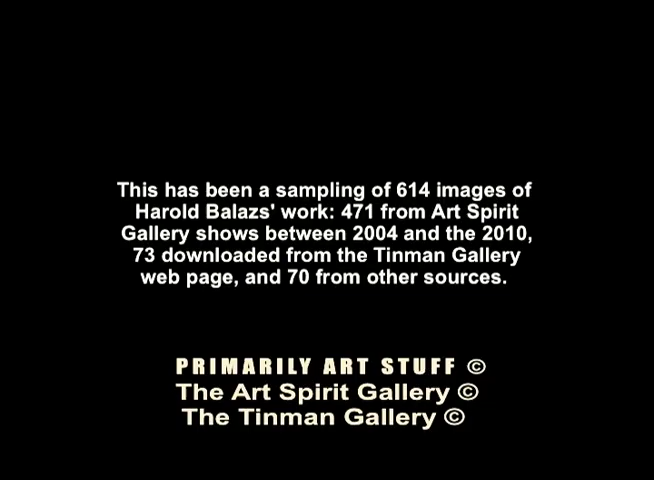 This has been a sampling of 614 images of
Harold Balazs' work: 471 from Art Spirit
Gallery shows between 2004 and the 2010,
73 downloaded from the Tinman Gallery
web page, and 70 from other sources.
PRIMARILY ART STUFF ©
The Art Spirit Gallery ©
The Tinman Gallery ©